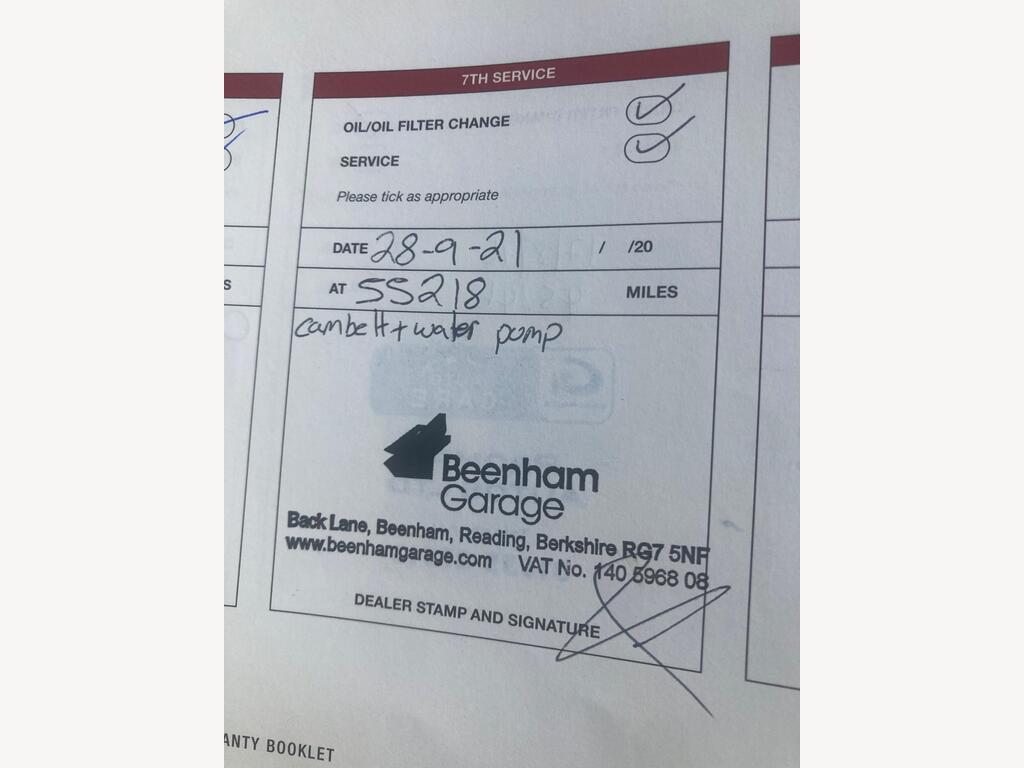 7TH SERVICE
OIL/OIL FILTER CHANGE
SERVICE
Please tick as appropriate
DATE 28-9-21 / /20
AT 55218 MILES
cambelt + water pump
Beenham
Garage
Back Lane, Beenham, Reading, Berkshire RG7 5NF
www.beenhamgarage.com VAT No. 140 5968 08
DEALER STAMP AND SIGNATURE
S
ANTY BOOKLET